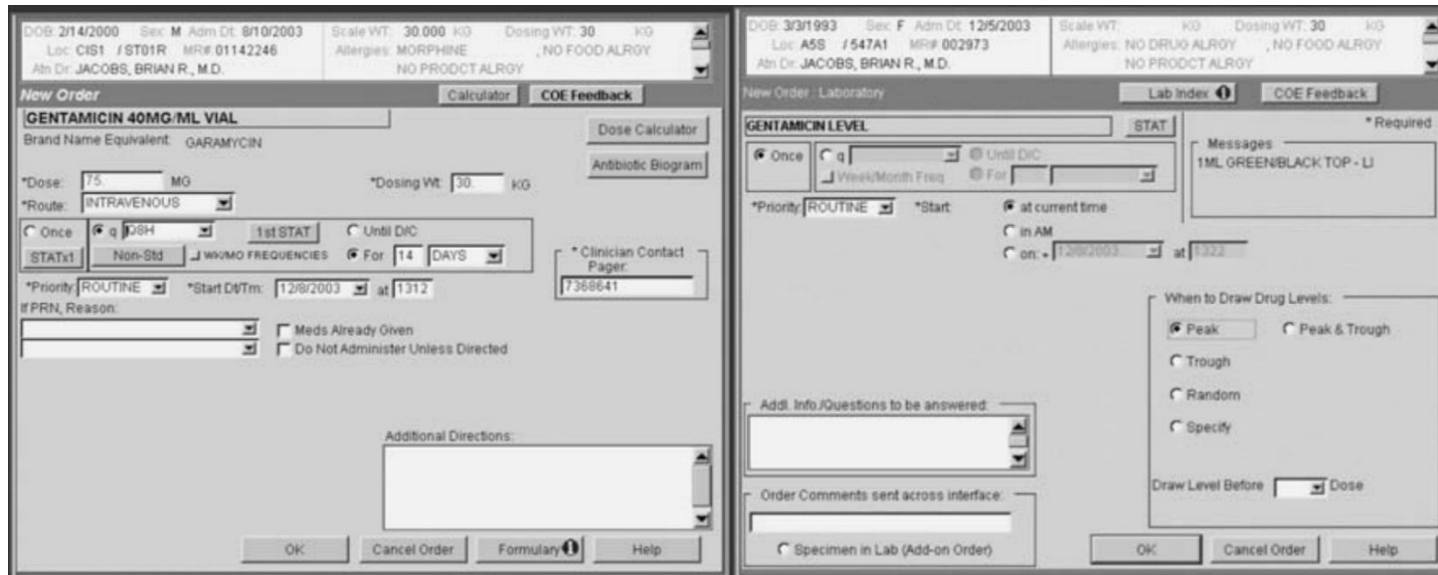 DOB: 2/14/2000 Sex: M Adm Dt: 8/10/2003
Loc: CIS1 / ST01R MR#: 01142246
Atn Dr: JACOBS, BRIAN R., M.D.
Scale WT: 30.000 KG Dosing WT: 30 KG
Allergies: MORPHINE , NO FOOD ALRGY
NO PRODCT ALRGY
New Order Calculator COE Feedback
GENTAMICIN 40MG/ML VIAL
Brand Name Equivalent: GARAMYCIN
Dose Calculator
Antibiotic Biogram
*Dose: 75. MG *Dosing Wt: 30. KG
*Route: INTRAVENOUS
Once q Q8H 1st STAT Until D/C
STATx1 Non-Std WK/MO FREQUENCIES For 14 DAYS
* Clinician Contact
Pager:
7368641
*Priority: ROUTINE *Start Dt/Tm: 12/8/2003 at 1312
If PRN, Reason:
Meds Already Given
Do Not Administer Unless Directed
Additional Directions:
OK Cancel Order Formulary Help
DOB: 3/3/1993 Sex: F Adm Dt: 12/5/2003
Loc: A5S / 547A1 MR# 002973
Atn Dr: JACOBS, BRIAN R., M.D.
Scale WT: KG Dosing WT: 30 KG
Allergies: NO DRUG ALRGY , NO FOOD ALRGY
NO PRODCT ALRGY
New Order : Laboratory Lab Index COE Feedback
GENTAMICIN LEVEL STAT * Required
Once q Until D/C
Week/Month Freq For
Messages
1ML GREEN/BLACK TOP - LI
*Priority: ROUTINE *Start: at current time
in AM
on: 12/8/2003 at 1322
When to Draw Drug Levels:
Peak Peak & Trough
Trough
Random
Specify
Draw Level Before Dose
Addl. Info./Questions to be answered:
Order Comments sent across interface:
Specimen in Lab (Add-on Order)
OK Cancel Order Help